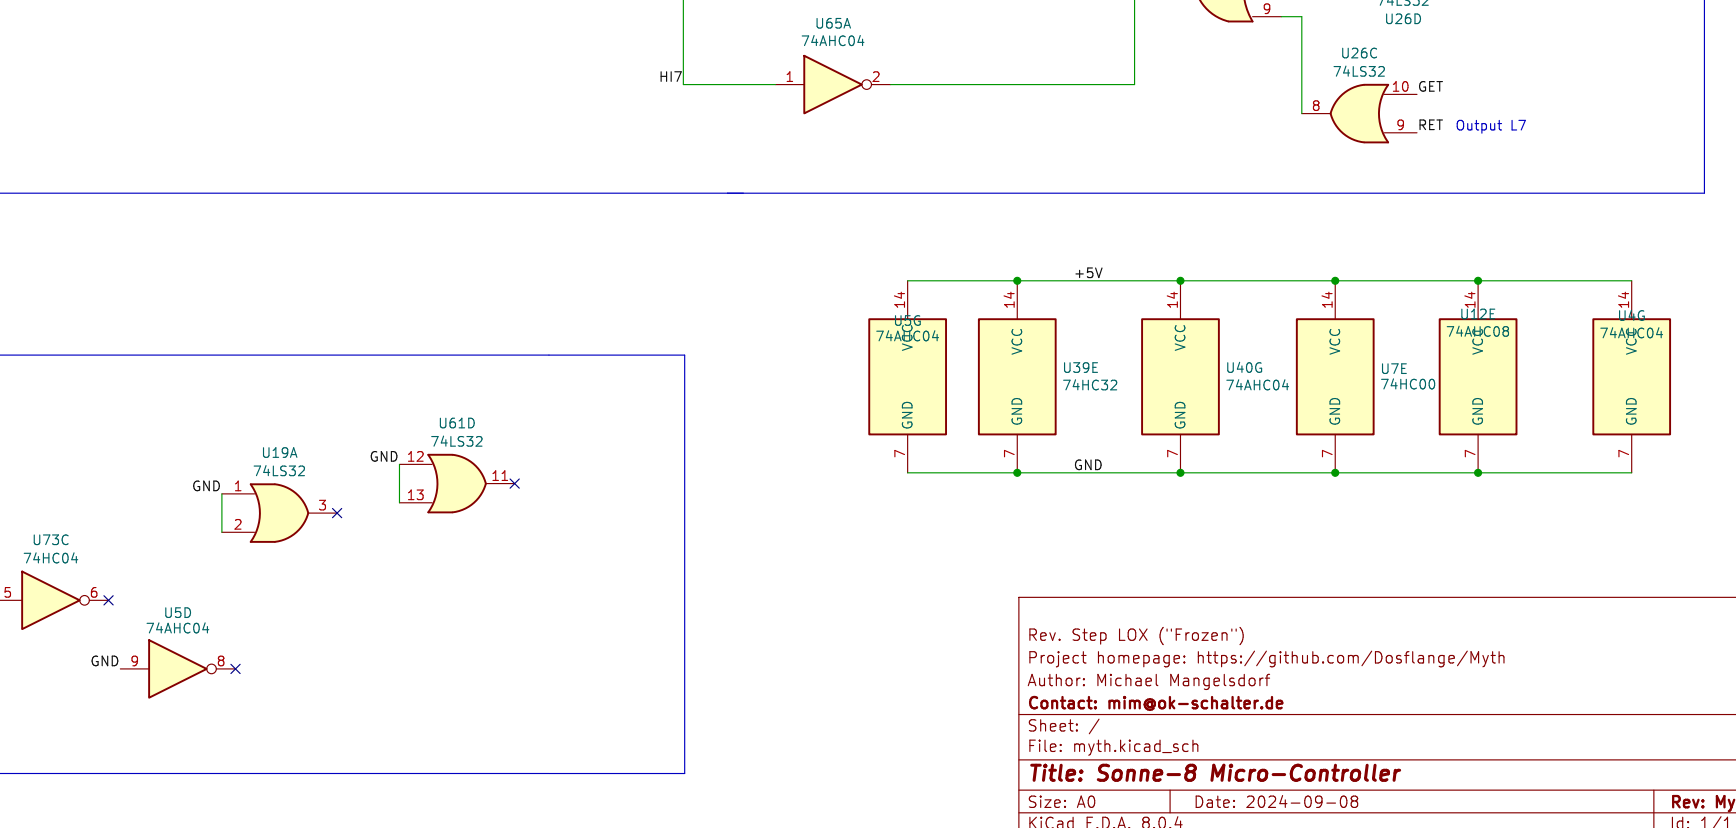 74LS32
U26D
9
U65A
74AHC04
HI7
1
2
U26C
74LS32
10 GET
8
9 RET Output L7
+5V
14 14 14 14 14 14
U5G
74AHC04
VCC
GND
7
VCC
GND
7
U39E
74HC32
VCC
GND
7
U40G
74AHC04
VCC
GND
7
U7E
74HC00
U12E
74AHC08
VCC
GND
7
U4G
74AHC04
VCC
GND
7
GND
U61D
74LS32
GND 12
13
11
U19A
74LS32
GND 1
2
3
U73C
74HC04
5
6
U5D
74AHC04
GND 9
8
Rev. Step LOX ("Frozen")
Project homepage: https://github.com/Dosflange/Myth
Author: Michael Mangelsdorf
Contact: mim@ok-schalter.de
Sheet: /
File: myth.kicad_sch
Title: Sonne-8 Micro-Controller
Size: A0 Date: 2024-09-08 Rev: My
KiCad E.D.A. 8.0.4 Id: 1/1